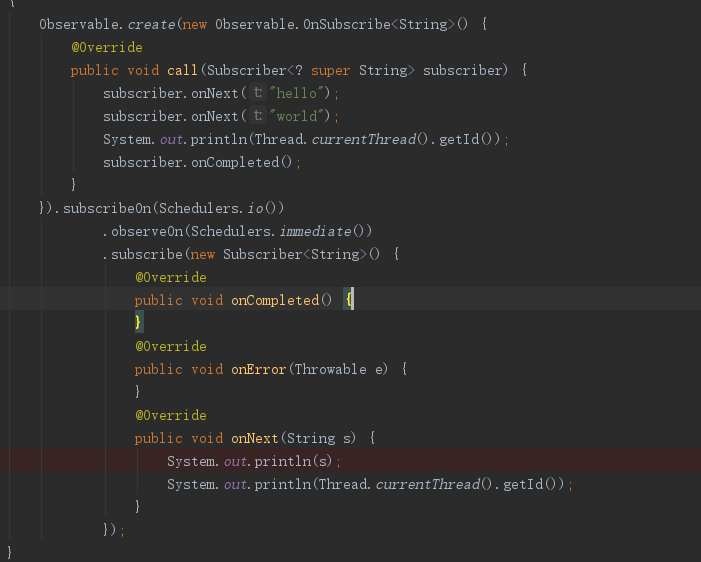 {
Observable.create(new Observable.OnSubscribe<String>() {
@Override
public void call(Subscriber<? super String> subscriber) {
subscriber.onNext( t: "hello");
subscriber.onNext( t: "world");
System.out.println(Thread.currentThread().getId());
subscriber.onCompleted();
}
}).subscribeOn(Schedulers.io())
.observeOn(Schedulers.immediate())
.subscribe(new Subscriber<String>() {
@Override
public void onCompleted() {
}
@Override
public void onError(Throwable e) {
}
@Override
public void onNext(String s) {
System.out.println(s);
System.out.println(Thread.currentThread().getId());
}
});
}